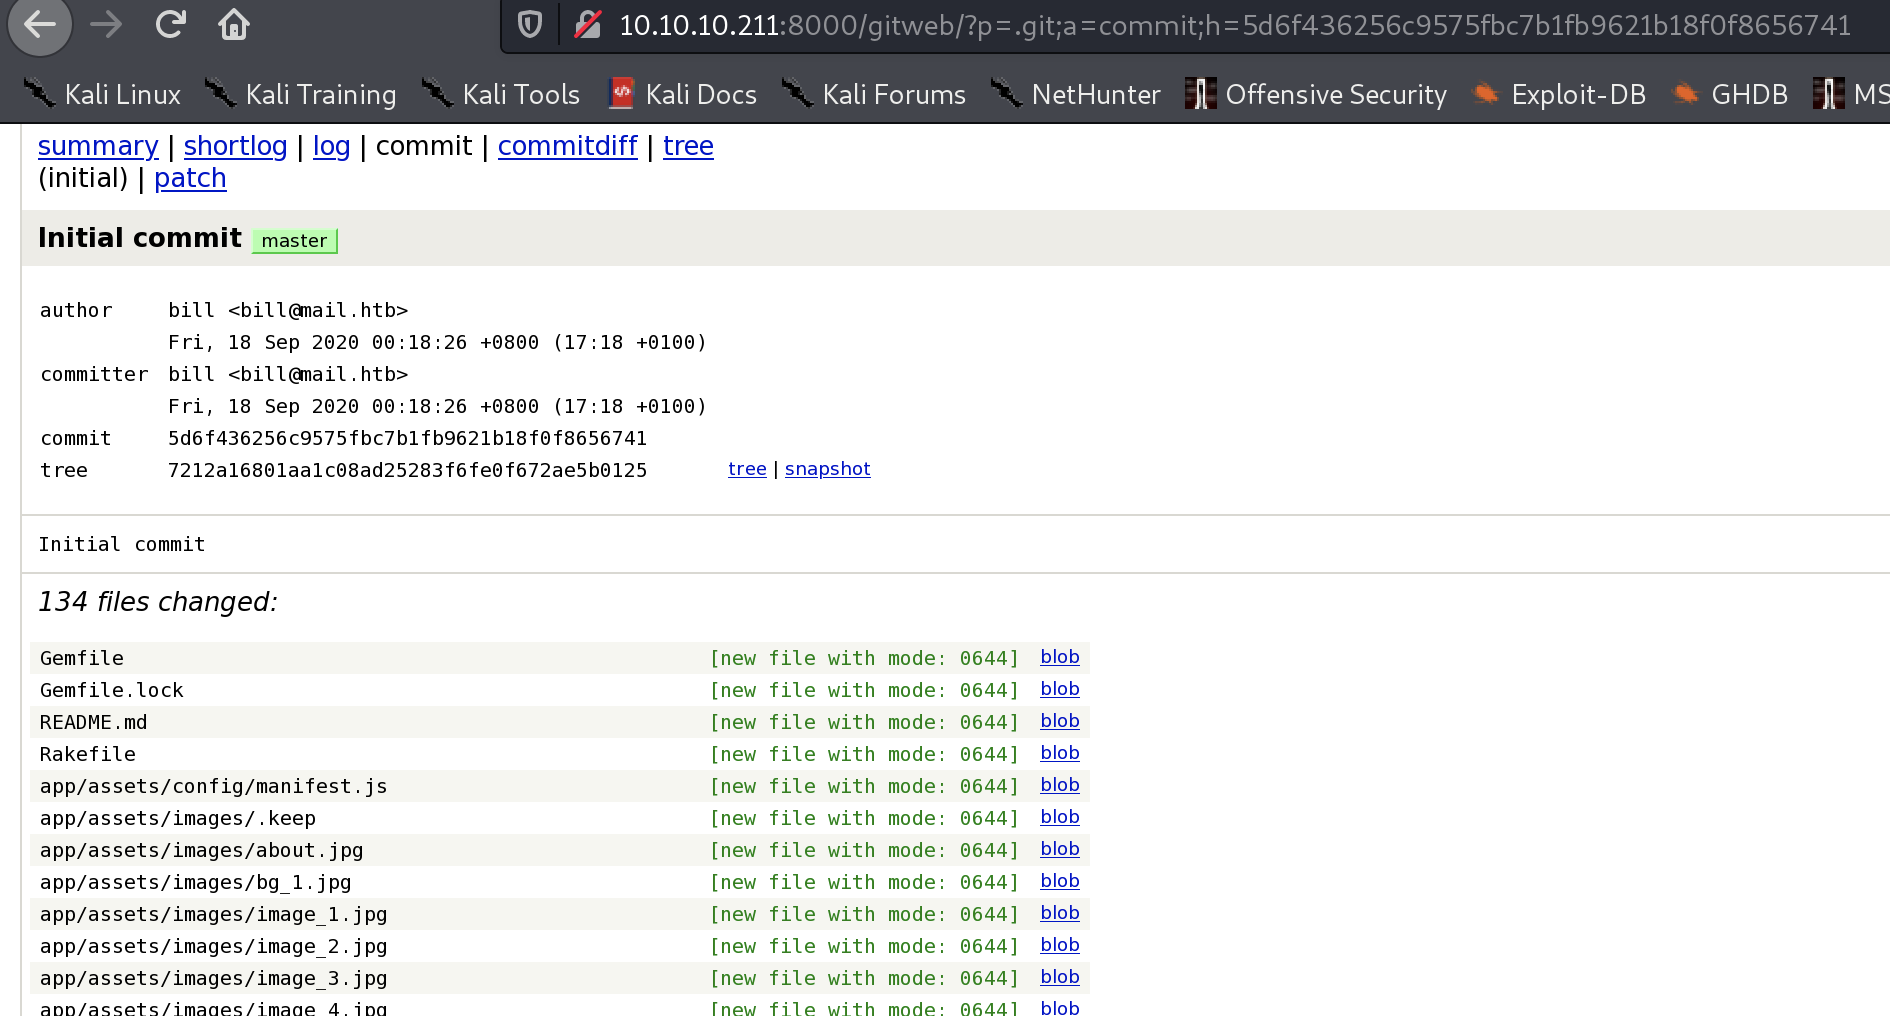 10.10.10.211:8000/gitweb/?p=.git;a=commit;h=5d6f436256c9575fbc7b1fb9621b18f0f8656741
Kali Linux Kali Training Kali Tools Kali Docs Kali Forums NetHunter Offensive Security Exploit-DB GHDB MS
summary | shortlog | log | commit | commitdiff | tree
(initial) | patch
Initial commit master
author bill <bill@mail.htb>
Fri, 18 Sep 2020 00:18:26 +0800 (17:18 +0100)
committer bill <bill@mail.htb>
Fri, 18 Sep 2020 00:18:26 +0800 (17:18 +0100)
commit 5d6f436256c9575fbc7b1fb9621b18f0f8656741
tree 7212a16801aa1c08ad25283f6fe0f672ae5b0125 tree | snapshot
Initial commit
134 files changed:
Gemfile [new file with mode: 0644] blob
Gemfile.lock [new file with mode: 0644] blob
README.md [new file with mode: 0644] blob
Rakefile [new file with mode: 0644] blob
app/assets/config/manifest.js [new file with mode: 0644] blob
app/assets/images/.keep [new file with mode: 0644] blob
app/assets/images/about.jpg [new file with mode: 0644] blob
app/assets/images/bg_1.jpg [new file with mode: 0644] blob
app/assets/images/image_1.jpg [new file with mode: 0644] blob
app/assets/images/image_2.jpg [new file with mode: 0644] blob
app/assets/images/image_3.jpg [new file with mode: 0644] blob
app/assets/images/image_4.jpg [new file with mode: 0644] blob